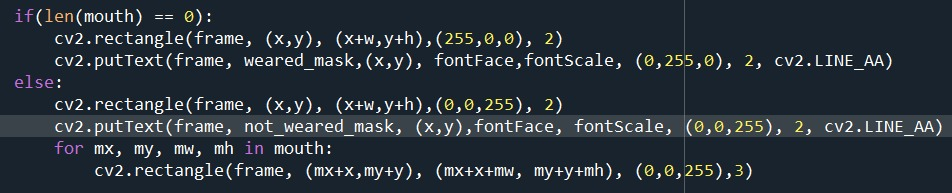 if(len(mouth) == 0):
    cv2.rectangle(frame, (x,y), (x+w,y+h),(255,0,0), 2)
    cv2.putText(frame, weared_mask,(x,y), fontFace,fontScale, (0,255,0), 2, cv2.LINE_AA)
else:
    cv2.rectangle(frame, (x,y), (x+w,y+h),(0,0,255), 2)
    cv2.putText(frame, not_weared_mask, (x,y),fontFace, fontScale, (0,0,255), 2, cv2.LINE_AA)
    for mx, my, mw, mh in mouth:
        cv2.rectangle(frame, (mx+x,my+y), (mx+x+mw, my+y+mh), (0,0,255),3)